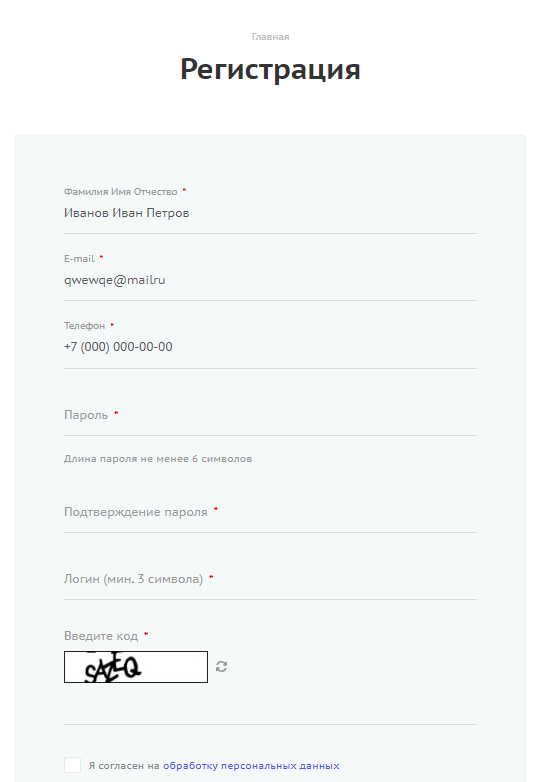 Главная
Регистрация
Фамилия Имя Отчество *
Иванов Иван Петров
E-mail *
qwewqe@mailru
Телефон *
+7 (000) 000-00-00
Пароль *
Длина пароля не менее 6 символов
Подтверждение пароля *
Логин (мин. 3 символа) *
Введите код *
Я согласен на обработку персональных данных